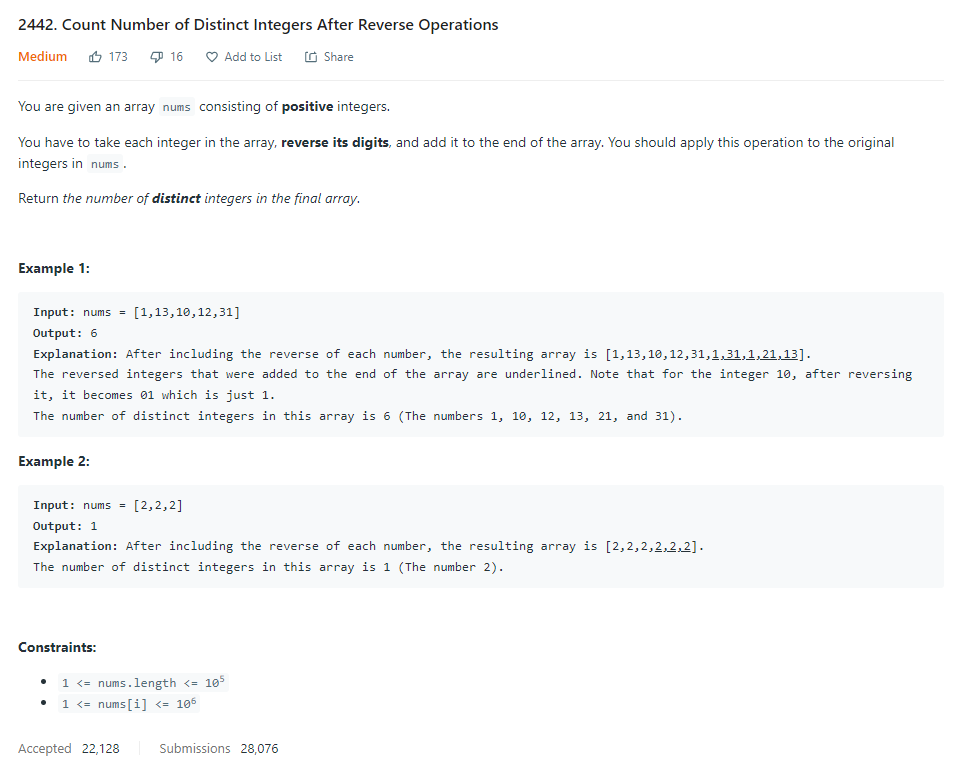 2442. Count Number of Distinct Integers After Reverse Operations
Medium 173 16 Add to List Share
You are given an array nums consisting of positive integers.
You have to take each integer in the array, reverse its digits, and add it to the end of the array. You should apply this operation to the original
integers in nums.
Return the number of distinct integers in the final array.
Example 1:
Input: nums = [1,13,10,12,31]
Output: 6
Explanation: After including the reverse of each number, the resulting array is [1,13,10,12,31,1,31,1,21,13].
The reversed integers that were added to the end of the array are underlined. Note that for the integer 10, after reversing
it, it becomes 01 which is just 1.
The number of distinct integers in this array is 6 (The numbers 1, 10, 12, 13, 21, and 31).
Example 2:
Input: nums = [2,2,2]
Output: 1
Explanation: After including the reverse of each number, the resulting array is [2,2,2,2,2,2].
The number of distinct integers in this array is 1 (The number 2).
Constraints:
• 1 <= nums.length <= 10⁵
• 1 <= nums[i] <= 10⁶
Accepted 22,128 Submissions 28,076